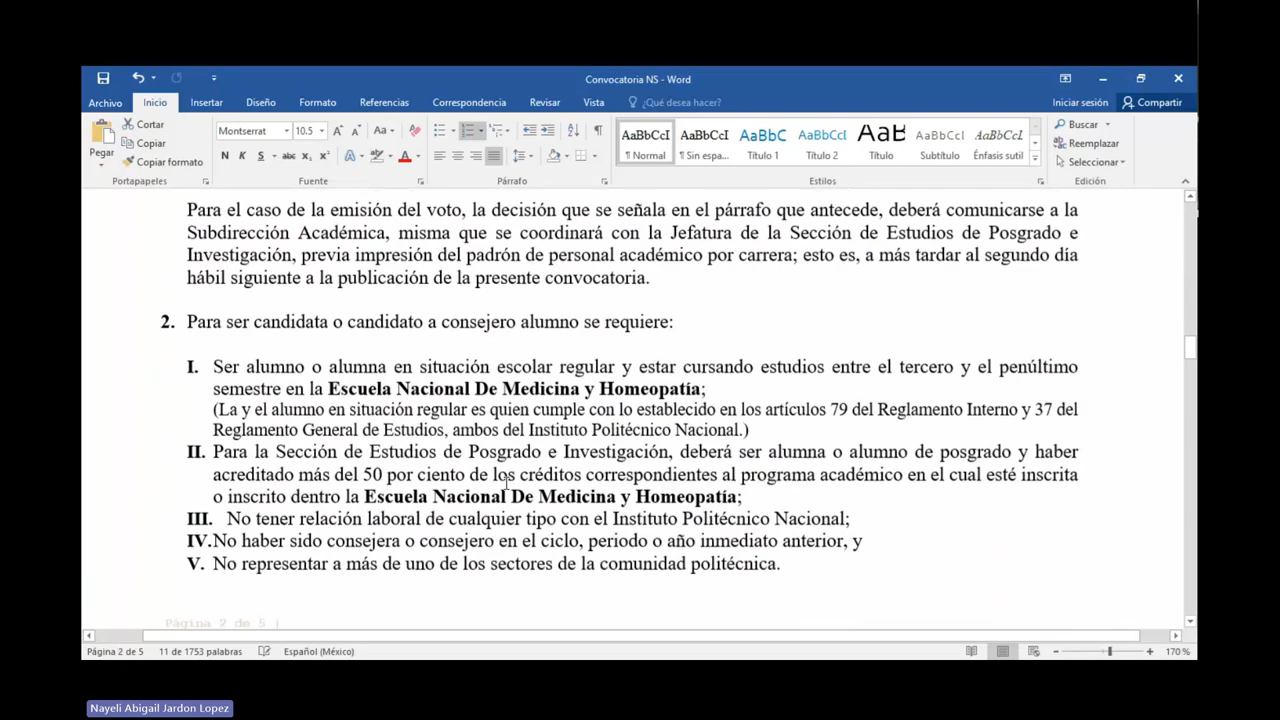 Convocatoria NS - Word
Archivo Inicio Insertar Diseño Formato Referencias Correspondencia Revisar Vista ¿Qué desea hacer? Iniciar sesión Compartir
Pegar
Cortar
Copiar
Copiar formato
Portapapeles
Montserrat 10.5
N K S abc x₂ x²
Fuente
Párrafo
AaBbCcI AaBbCcI AaBbC AaBbCcI AaB AaBbCcI AaBbCcI
¶ Normal ¶ Sin espa... Título 1 Título 2 Título Subtítulo Énfasis sutil
Estilos
Buscar
Reemplazar
Seleccionar
Edición
Para el caso de la emisión del voto, la decisión que se señala en el párrafo que antecede, deberá comunicarse a la
Subdirección Académica, misma que se coordinará con la Jefatura de la Sección de Estudios de Posgrado e
Investigación, previa impresión del padrón de personal académico por carrera; esto es, a más tardar al segundo día
hábil siguiente a la publicación de la presente convocatoria.
2. Para ser candidata o candidato a consejero alumno se requiere:
I. Ser alumno o alumna en situación escolar regular y estar cursando estudios entre el tercero y el penúltimo
semestre en la Escuela Nacional De Medicina y Homeopatía;
(La y el alumno en situación regular es quien cumple con lo establecido en los artículos 79 del Reglamento Interno y 37 del
Reglamento General de Estudios, ambos del Instituto Politécnico Nacional.)
II. Para la Sección de Estudios de Posgrado e Investigación, deberá ser alumna o alumno de posgrado y haber
acreditado más del 50 por ciento de los créditos correspondientes al programa académico en el cual esté inscrita
o inscrito dentro la Escuela Nacional De Medicina y Homeopatía;
III. No tener relación laboral de cualquier tipo con el Instituto Politécnico Nacional;
IV. No haber sido consejera o consejero en el ciclo, periodo o año inmediato anterior, y
V. No representar a más de uno de los sectores de la comunidad politécnica.
Página 2 de 5 |
Página 2 de 5 11 de 1753 palabras Español (México) 170 %
Nayeli Abigail Jardon Lopez